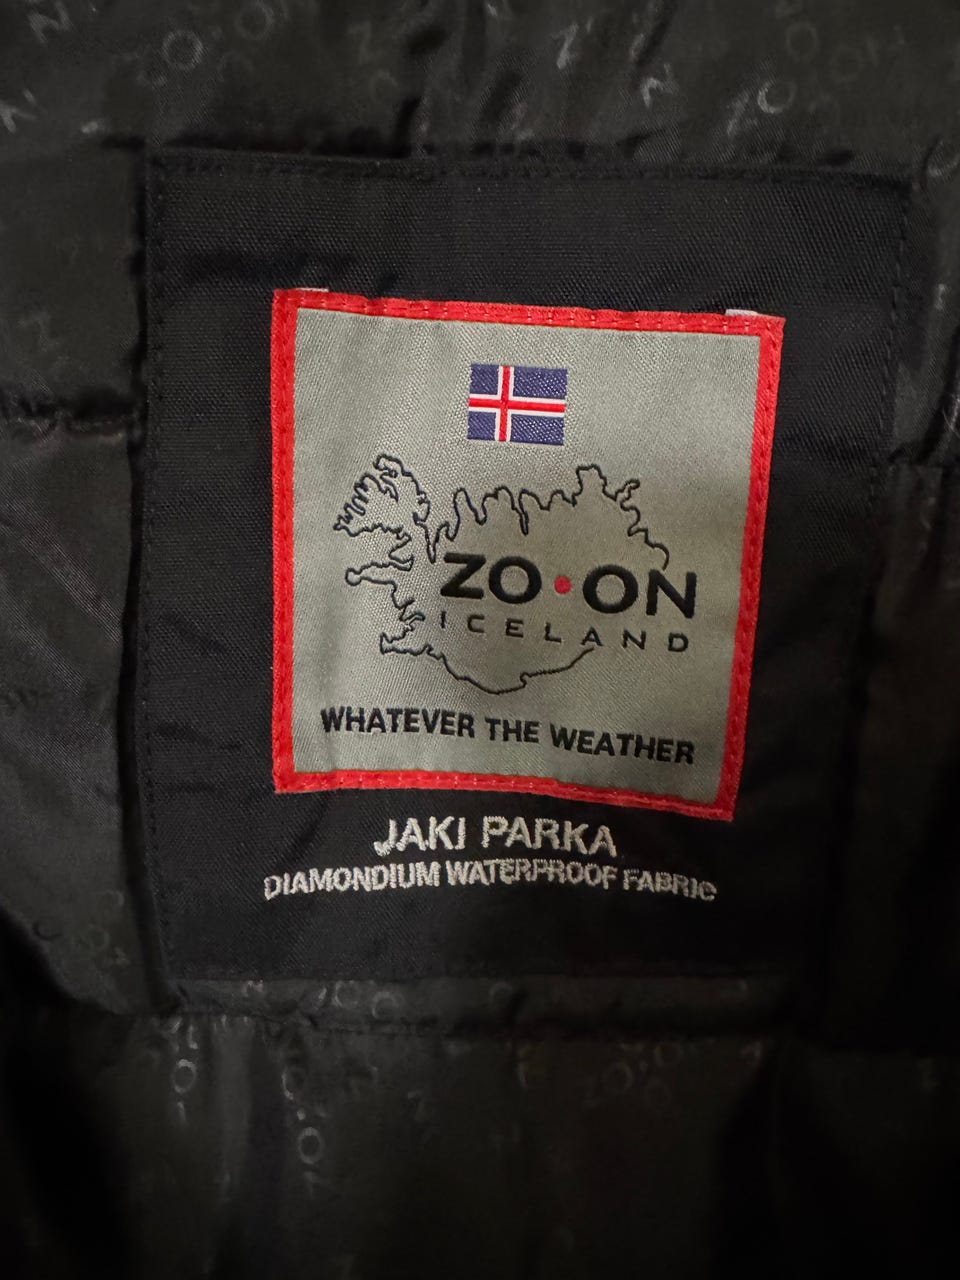 ZO•ON
ICELAND
WHATEVER THE WEATHER
JAKI PARKA
DIAMONDIUM WATERPROOF FABRIC